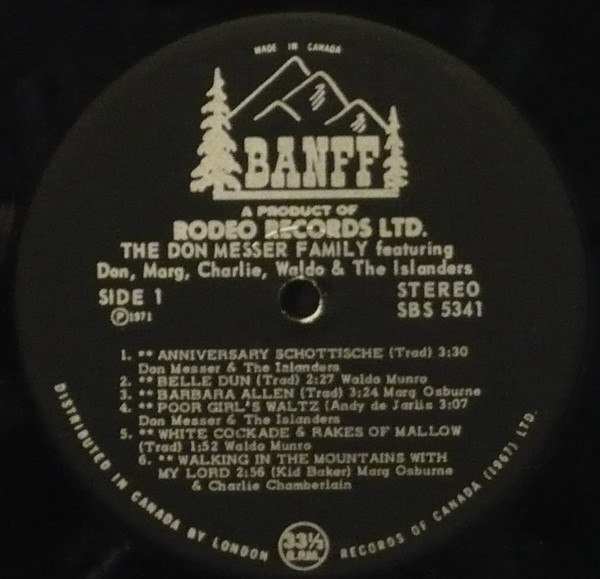 MADE IN CANADA
BANFF
A PRODUCT OF
RODEO RECORDS LTD.
THE DON MESSER FAMILY featuring
Don, Marg, Charlie, Waldo & The Islanders
SIDE 1
STEREO
Ⓟ1971
SBS 5341
1. ** ANNIVERSARY SCHOTTISCHE (Trad) 3:30
Don Messer & The Islanders
2. ** BELLE DUN (Trad) 2:27 Waldo Munro
3. ** BARBARA ALLEN (Trad) 3:24 Marg Osburne
4. ** POOR GIRL'S WALTZ (Andy de Jarlis 3:07
Don Messer & The Islanders
5. ** WHITE COCKADE & RAKES OF MALLOW
(Trad) 1:52 Waldo Munro
6. ** WALKING IN THE MOUNTAINS WITH
MY LORD 2:56 (Kid Baker) Marg Osburne
& Charlie Chamberlain
DISTRIBUTED IN CANADA BY LONDON RECORDS OF CANADA (1967) LTD.
33⅓
R.P.M.